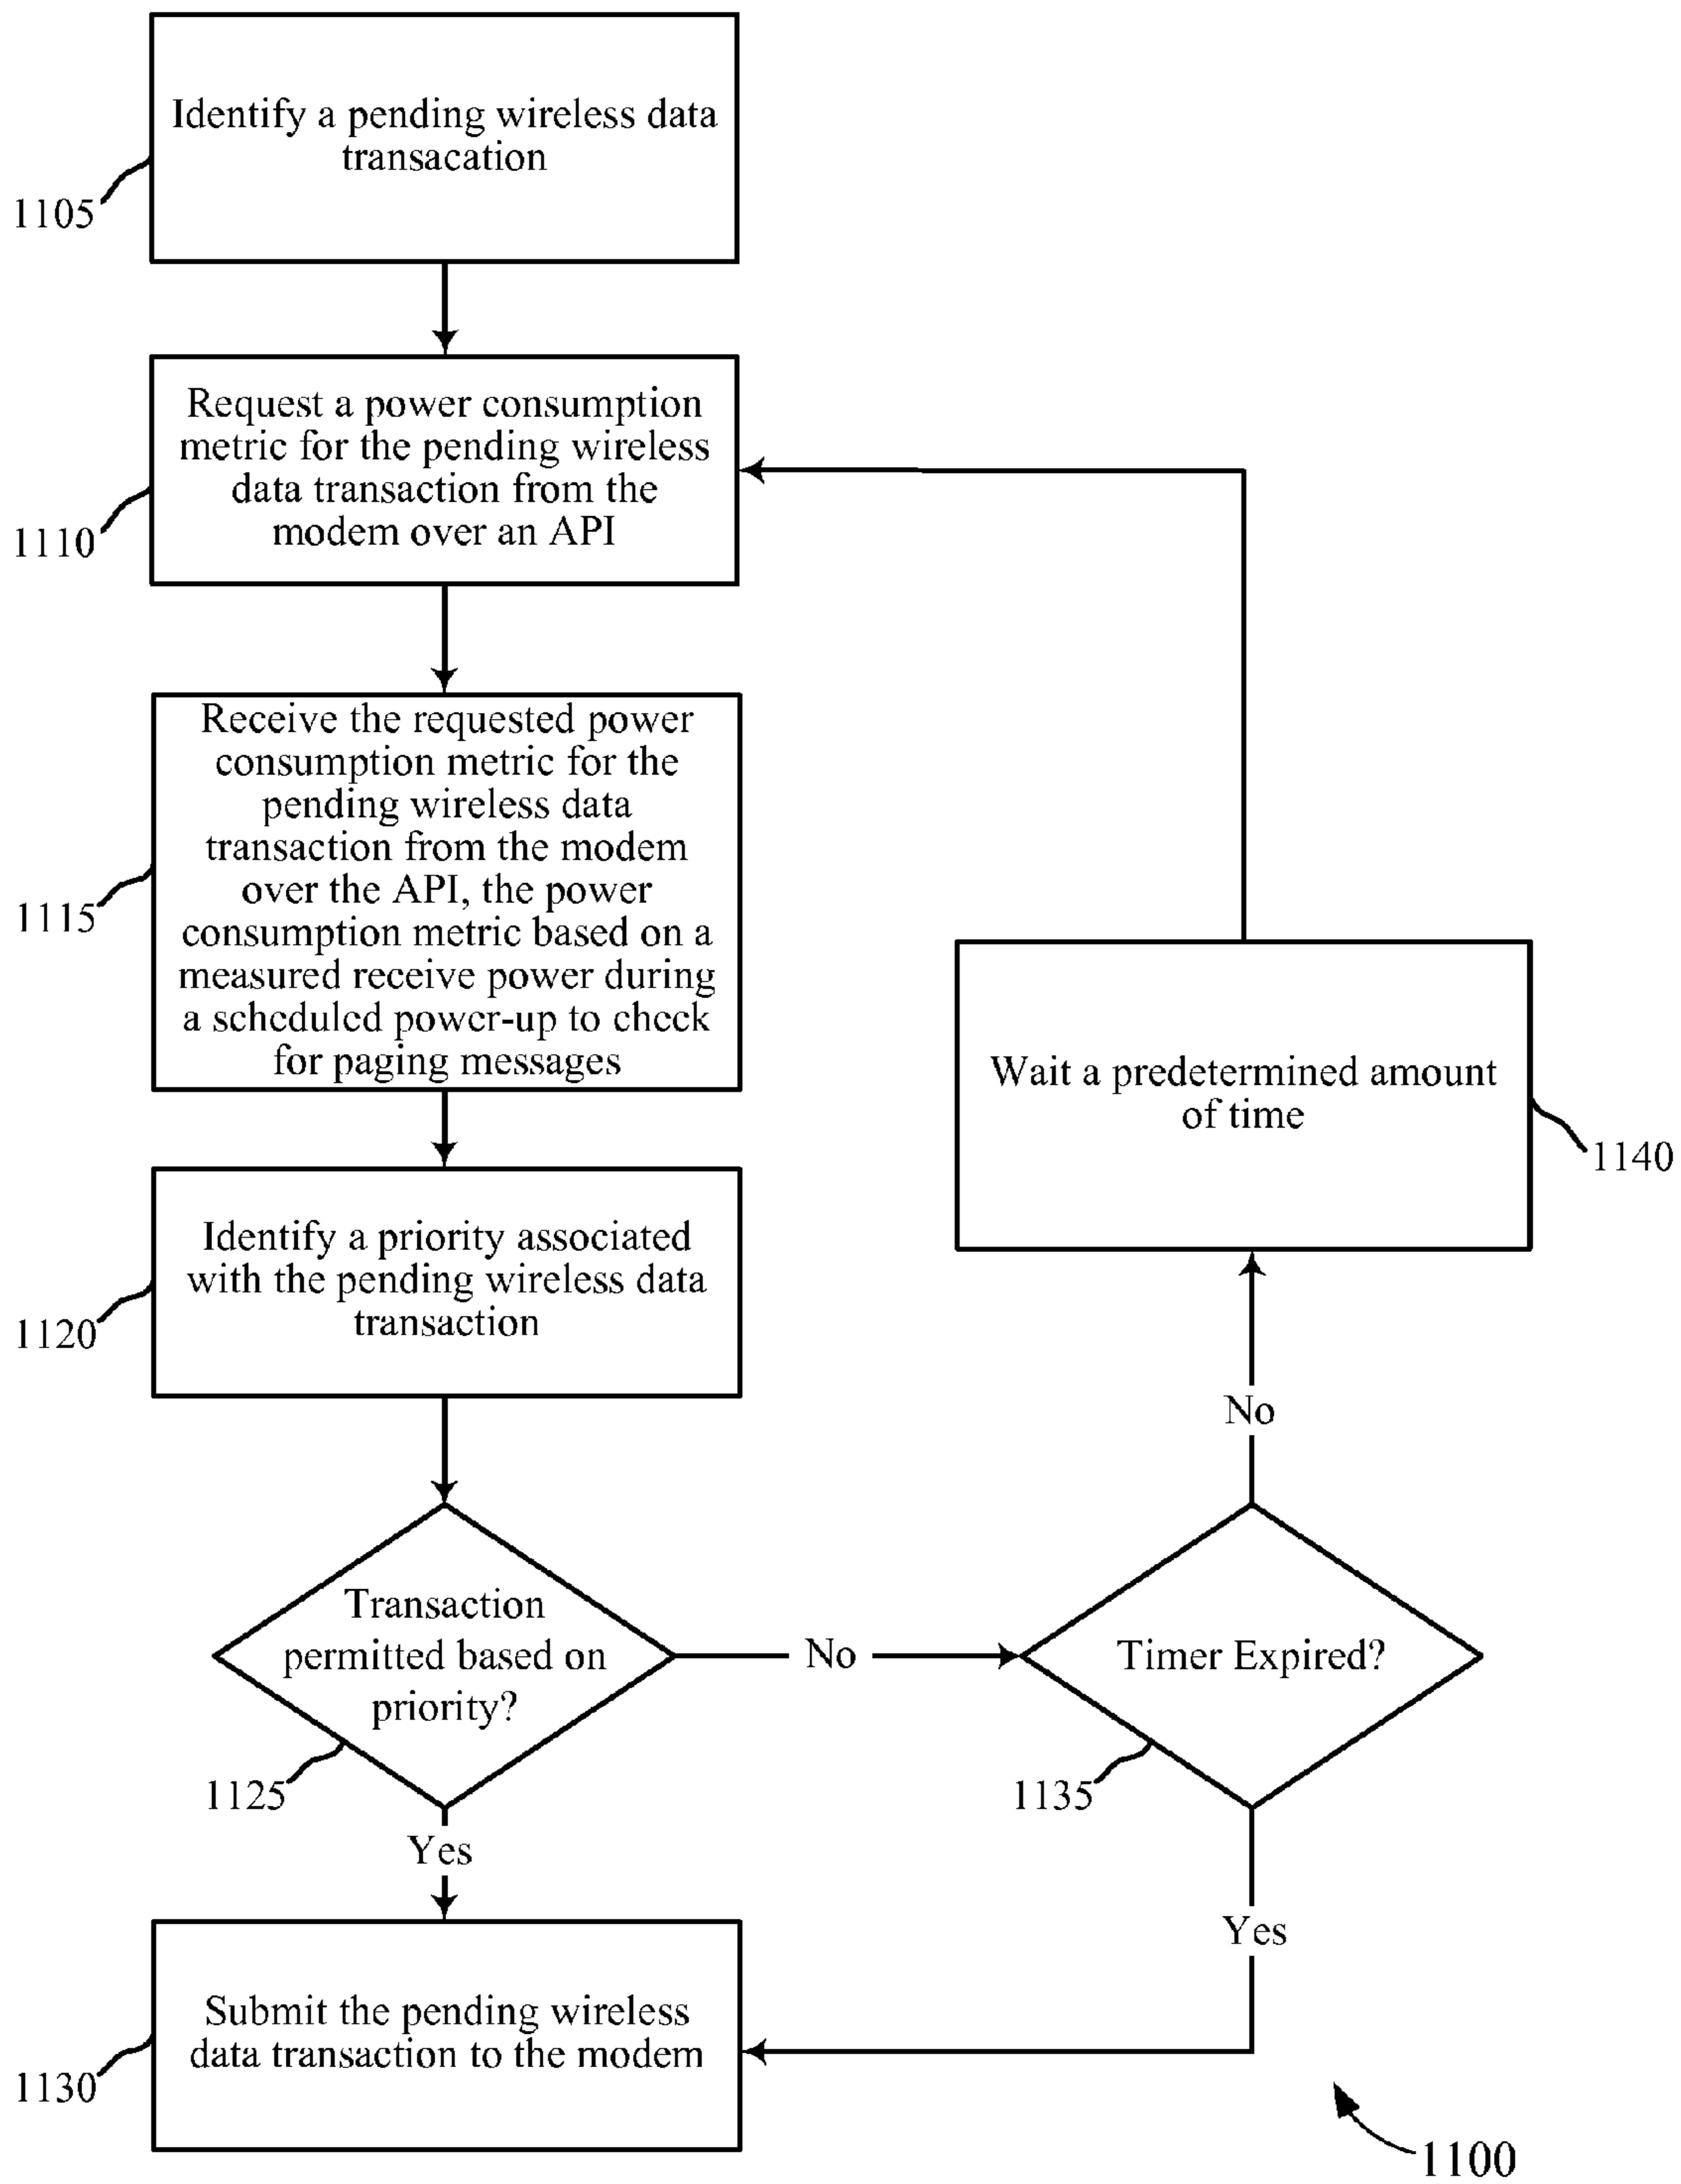 Identify a pending wireless data
transacation
1105
Request a power consumption
metric for the pending wireless
data transaction from the
modem over an API
1110
Receive the requested power
consumption metric for the
pending wireless data
transaction from the modem
over the API, the power
consumption metric based on a
measured receive power during
a scheduled power-up to check
for paging messages
1115
Wait a predetermined amount
of time
1140
Identify a priority associated
with the pending wireless data
transaction
1120
No
Transaction
permitted based on
priority?
1125
No
Timer Expired?
1135
Yes
Yes
Submit the pending wireless
data transaction to the modem
1130
1100